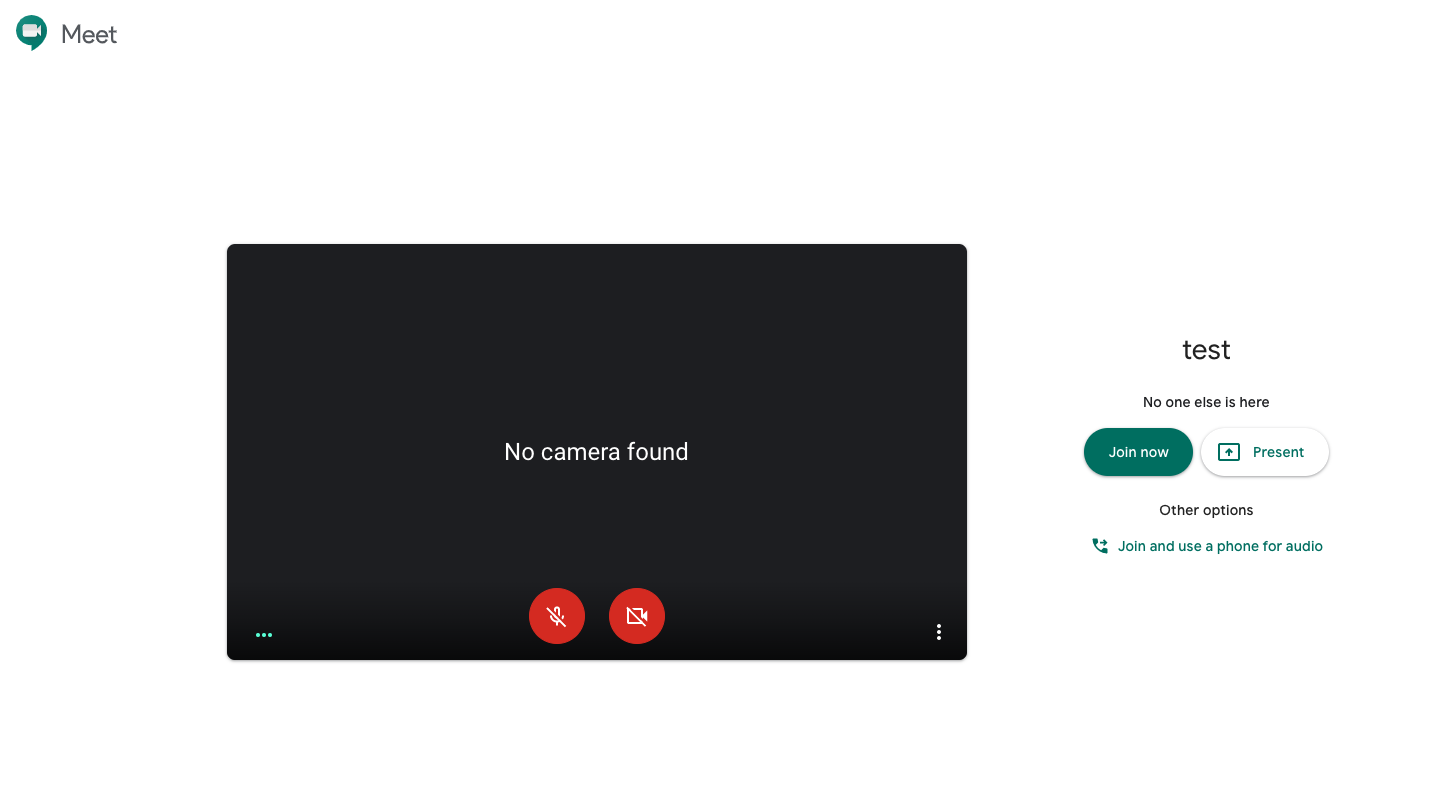 Meet
No camera found
test
No one else is here
Join now
Present
Other options
Join and use a phone for audio